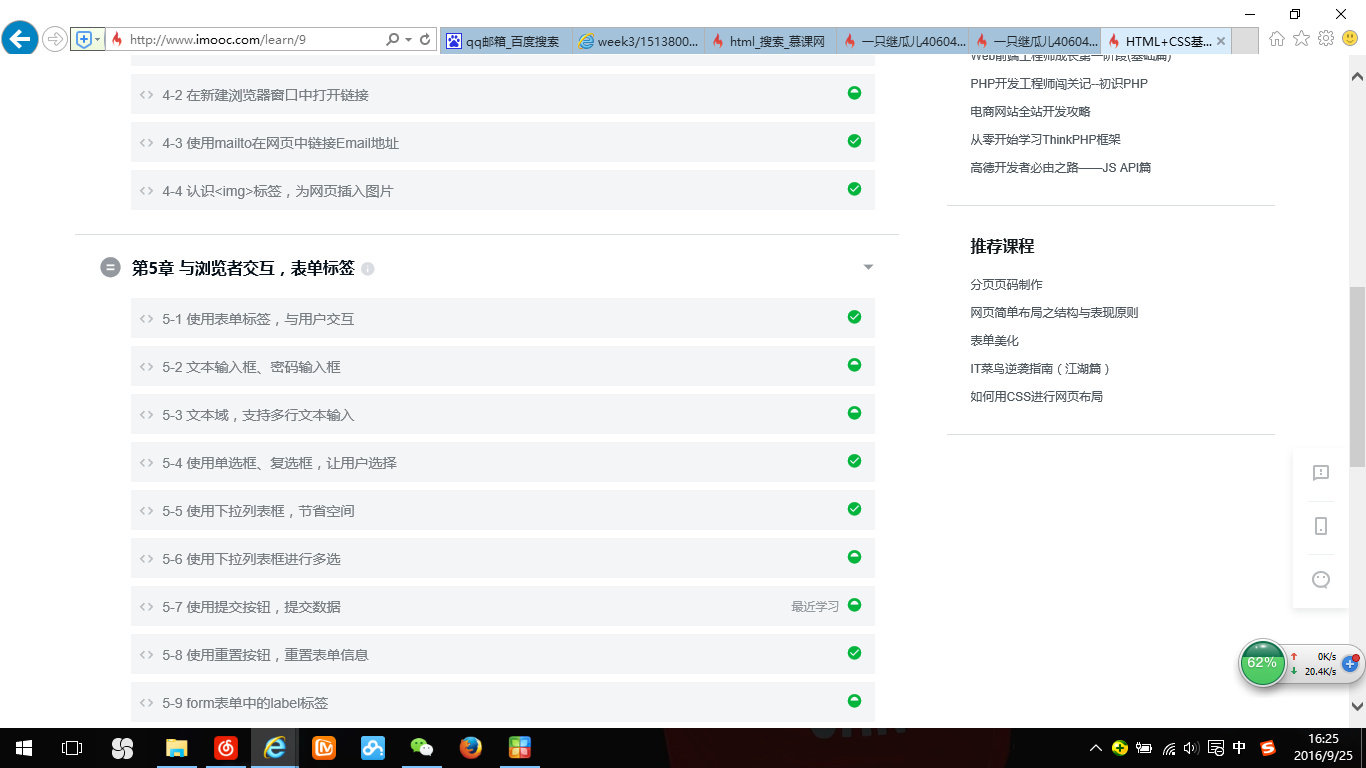 http://www.imooc.com/learn/9
qq邮箱_百度搜索
week3/1513800...
html_搜索_慕课网
一只继瓜儿40604...
一只继瓜儿40604...
HTML+CSS基...
4-2 在新建浏览器窗口中打开链接
4-3 使用mailto在网页中链接Email地址
4-4 认识<img>标签，为网页插入图片
第5章 与浏览者交互，表单标签
5-1 使用表单标签，与用户交互
5-2 文本输入框、密码输入框
5-3 文本域，支持多行文本输入
5-4 使用单选框、复选框，让用户选择
5-5 使用下拉列表框，节省空间
5-6 使用下拉列表框进行多选
5-7 使用提交按钮，提交数据
最近学习
5-8 使用重置按钮，重置表单信息
5-9 form表单中的label标签
Web前端工程师成长第一阶段(基础篇)
PHP开发工程师闯关记--初识PHP
电商网站全站开发攻略
从零开始学习ThinkPHP框架
高德开发者必由之路——JS API篇
推荐课程
分页页码制作
网页简单布局之结构与表现原则
表单美化
IT菜鸟逆袭指南（江湖篇）
如何用CSS进行网页布局
62%
0K/s
20.4K/s
中
16:25
2016/9/25